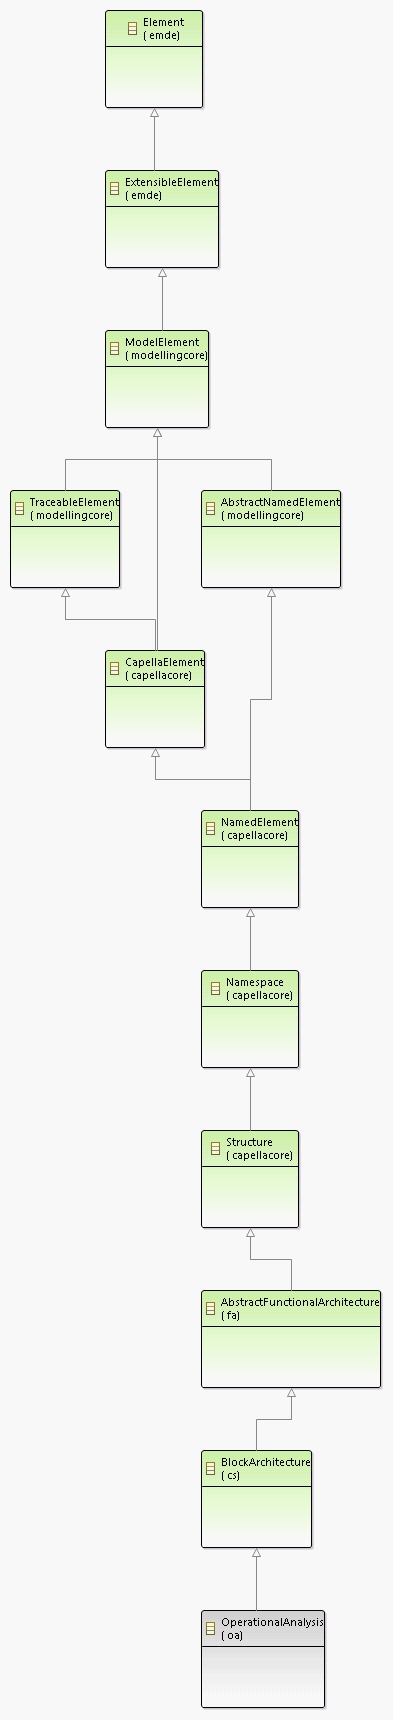 Element
( emde)
ExtensibleElement
( emde)
ModelElement
( modellingcore)
TraceableElement
( modellingcore)
AbstractNamedElement
( modellingcore)
CapellaElement
( capellacore)
NamedElement
( capellacore)
Namespace
( capellacore)
Structure
( capellacore)
AbstractFunctionalArchitecture
( fa)
BlockArchitecture
( cs)
OperationalAnalysis
( oa)